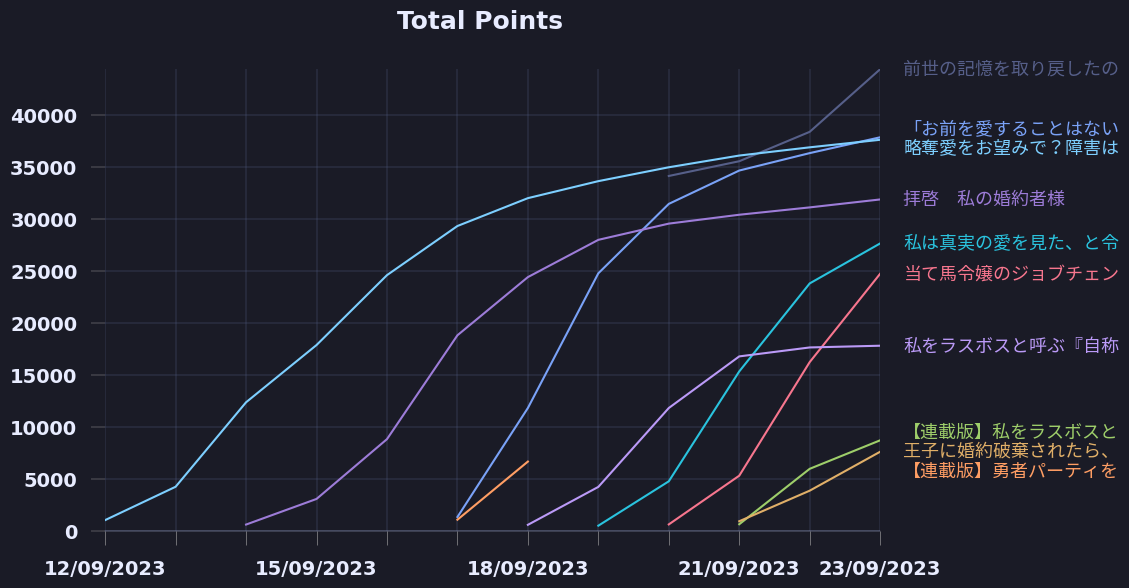 Total Points
前世の記憶を取り戻したの
40000
「お前を愛することはない
略奪愛をお望みで？障害は
35000
拝啓　私の婚約者様
30000
私は真実の愛を見た、と令
25000
当て馬令嬢のジョブチェン
20000
私をラスボスと呼ぶ『自称
15000
10000
【連載版】私をラスボスと
王子に婚約破棄されたら、
【連載版】勇者パーティを
5000
0
12/09/2023 15/09/2023 18/09/2023 21/09/2023 23/09/2023